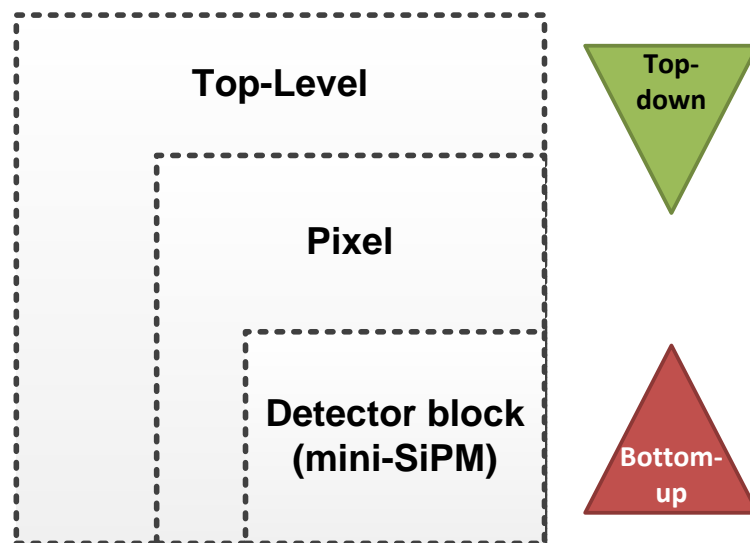 Top-Level
Top-
down
Pixel
Detector block
(mini-SiPM)
Bottom-
up